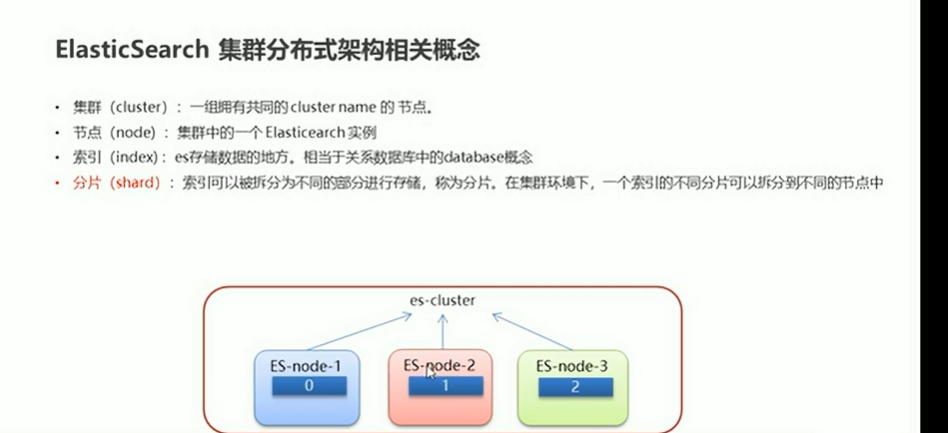 ElasticSearch 集群分布式架构相关概念
• 集群（cluster）：一组拥有共同的 cluster name 的 节点。
• 节点（node）：集群中的一个 Elasticearch 实例
• 索引（index)：es存储数据的地方。相当于关系数据库中的database概念
• 分片（shard）：索引可以被拆分为不同的部分进行存储，称为分片。在集群环境下，一个索引的不同分片可以拆分到不同的节点中
es-cluster
ES-node-1 ES-node-2 ES-node-3
0 1 2